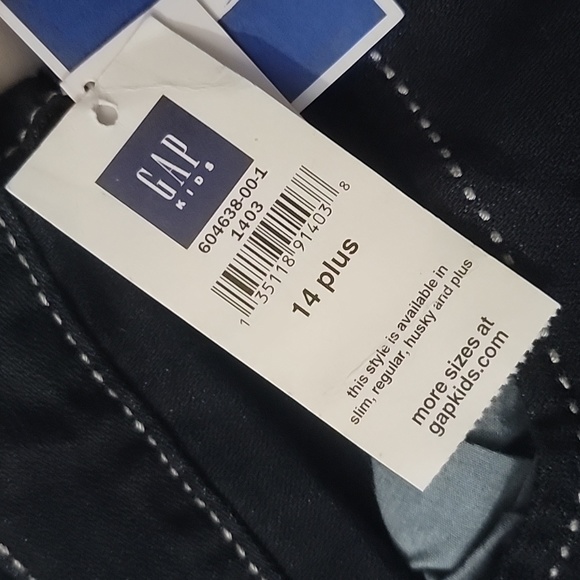 GAP
KIDS
604638-00-1
1403
1 35118 91403 8
14 plus
this style is available in
slim, regular, husky and plus
more sizes at
gapkids.com